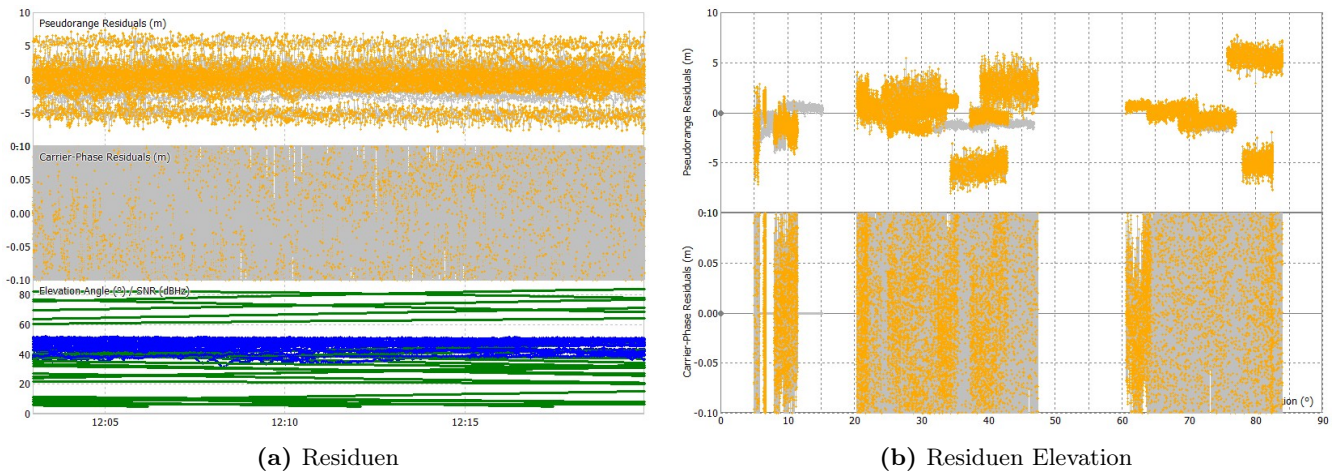 Pseudorange Residuals (m)
10
5
0
-5
0:10
Carrier-Phase Residuals (m)
0.05
0.00
-0.05
-0.10
Elevation-Angle (°) / SNR (dBHz)
80
60
40
20
0
12:05 12:10 12:15
(a) Residuen
10
5
0
-5
Pseudorange Residuals (m)
0:10
0.05
0.00
-0.05
-0.10
Carrier-Phase Residuals (m)
0 10 20 30 40 50 60 70 80 90
ion (°)
(b) Residuen Elevation